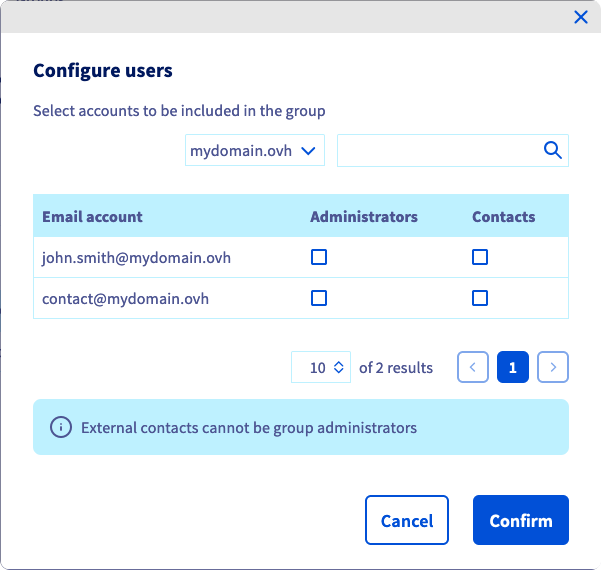 Configure users
Select accounts to be included in the group
mydomain.ovh
Email account Administrators Contacts
john.smith@mydomain.ovh
contact@mydomain.ovh
10 of 2 results 1
External contacts cannot be group administrators
Cancel Confirm